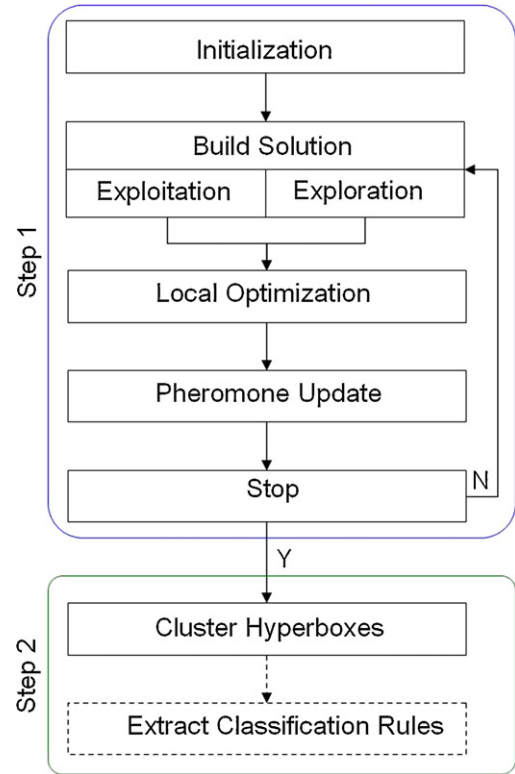 Step 1
Initialization
Build Solution
Exploitation
Exploration
Local Optimization
Pheromone Update
Stop
N
Y
Step 2
Cluster Hyperboxes
Extract Classification Rules